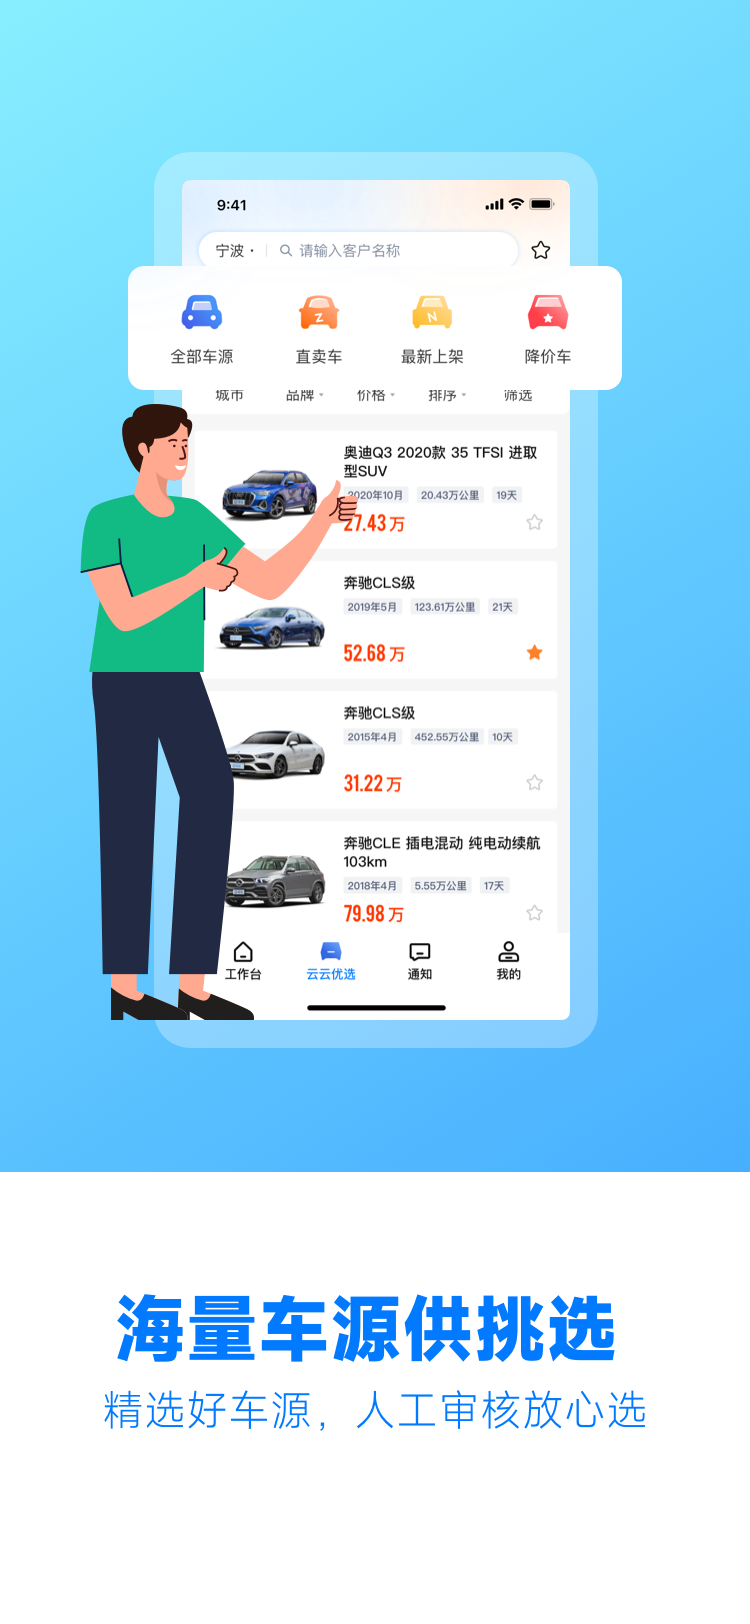 9:41
宁波
请输入客户名称
全部车源 直卖车 最新上架 降价车
城市 品牌 价格 排序 筛选
奥迪Q3 2020款 35 TFSI 进取
型SUV
2020年10月 20.43万公里 19天
27.43万
奔驰CLS级
2019年5月 123.61万公里 21天
52.68万
奔驰CLS级
2015年4月 452.55万公里 10天
31.22万
奔驰CLE 插电混动 纯电动续航
103km
2018年4月 5.55万公里 17天
79.98万
工作台 云云优选 通知 我的
海量车源供挑选
精选好车源，人工审核放心选